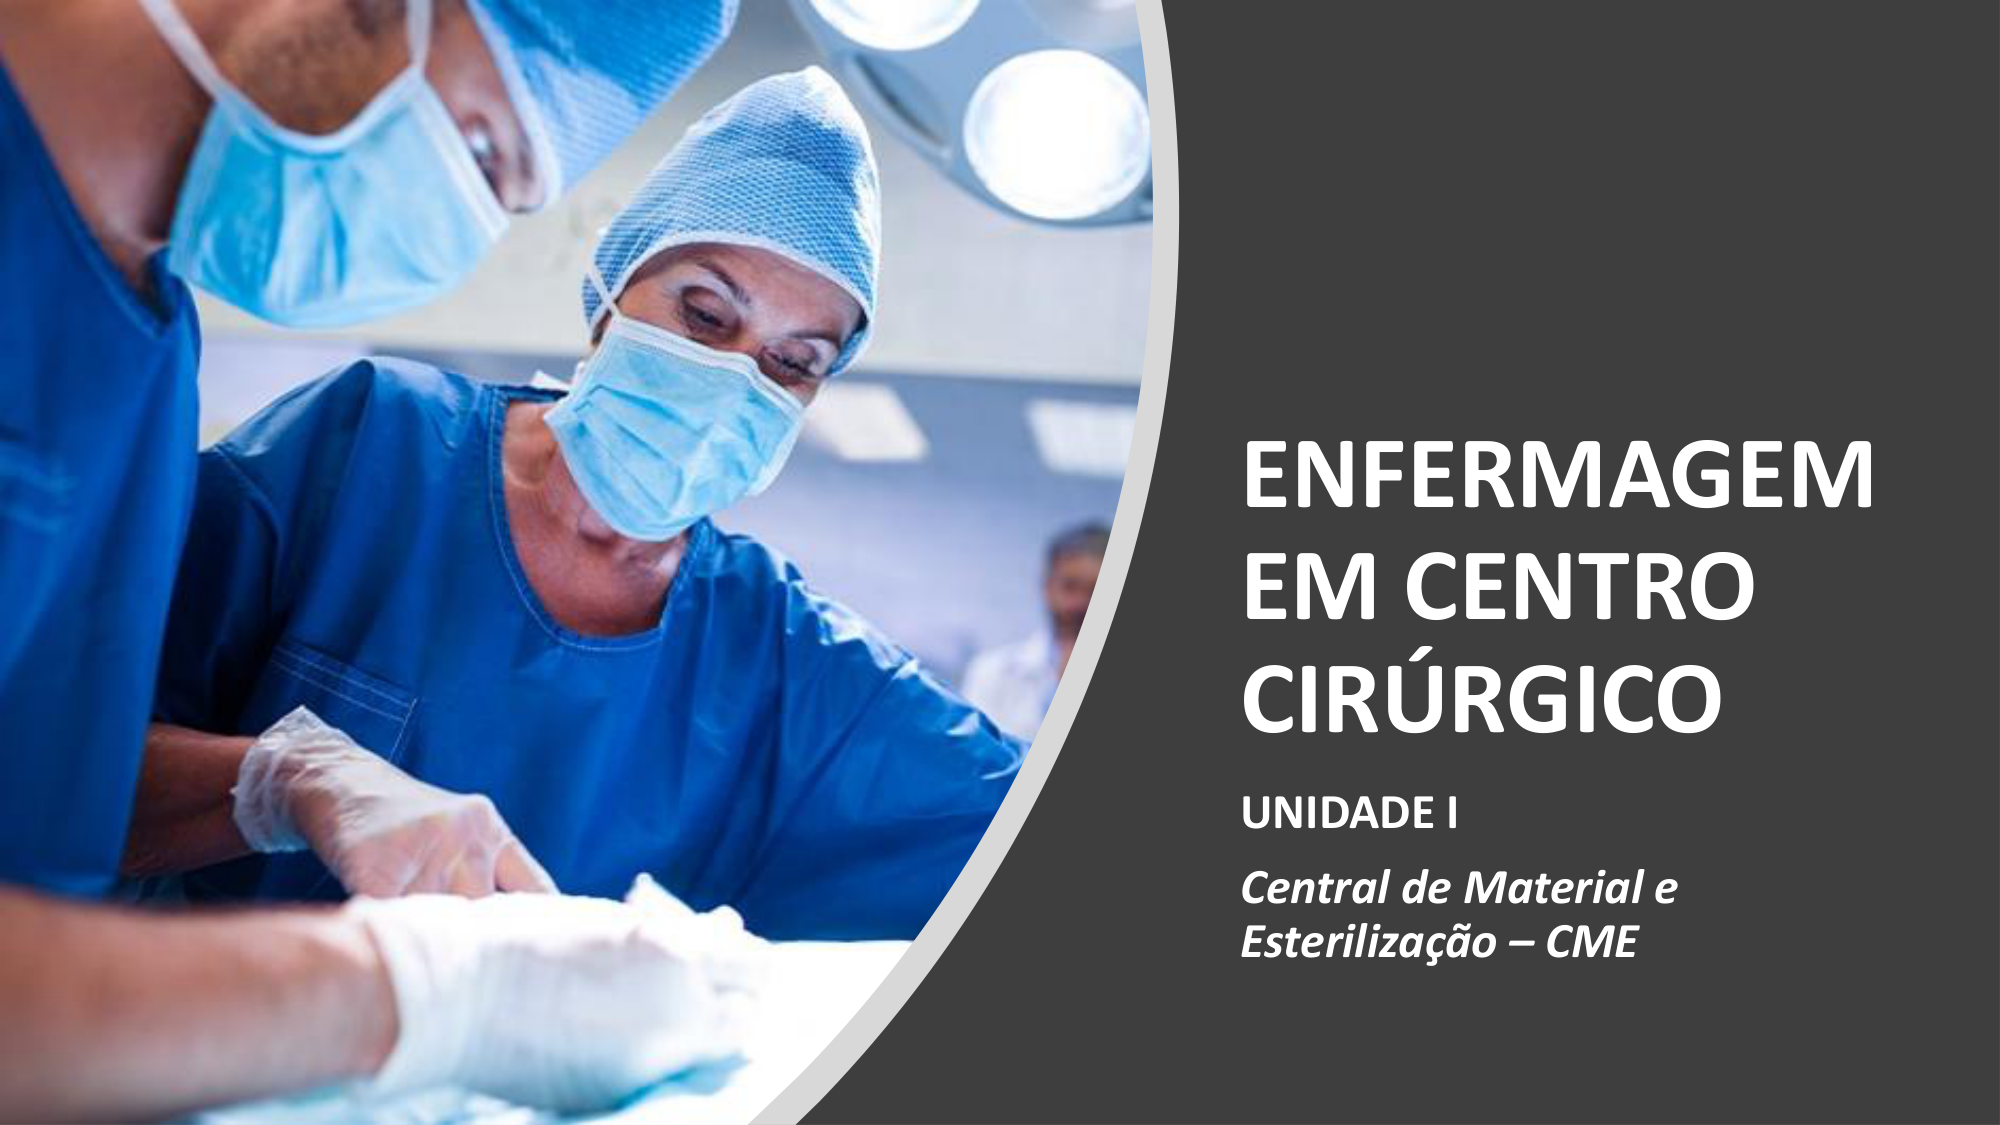 ENFERMAGEM
EM CENTRO
CIRÚRGICO
UNIDADE I
Central de Material e
Esterilização – CME